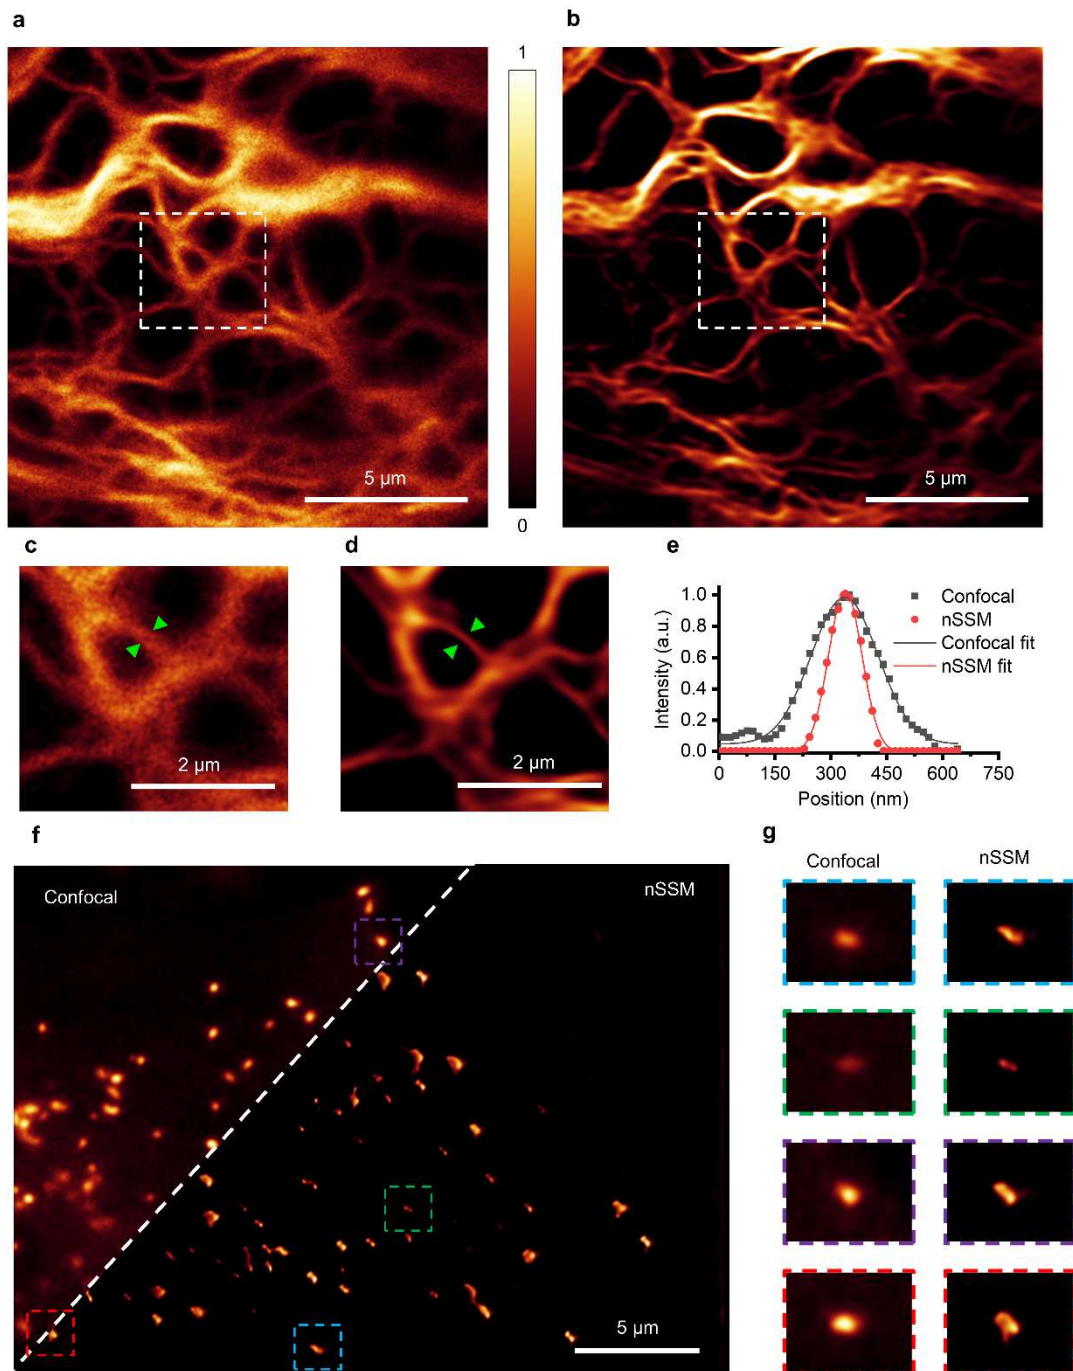 a
b
1
0
5 µm
5 µm
c
d
e
2 µm
2 µm
Intensity (a.u.)
1.0
0.8
0.6
0.4
0.2
0.0
0 150 300 450 600 750
Position (nm)
Confocal
nSSM
Confocal fit
nSSM fit
f
g
Confocal
nSSM
5 µm
Confocal nSSM